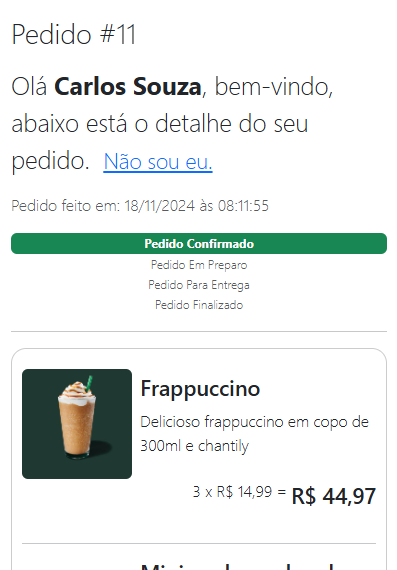 Pedido #11
Olá Carlos Souza, bem-vindo,
abaixo está o detalhe do seu
pedido. Não sou eu.
Pedido feito em: 18/11/2024 às 08:11:55
Pedido Confirmado
Pedido Em Preparo
Pedido Para Entrega
Pedido Finalizado
Frappuccino
Delicioso frappuccino em copo de
300ml e chantily
3 x R$ 14,99 = R$ 44,97